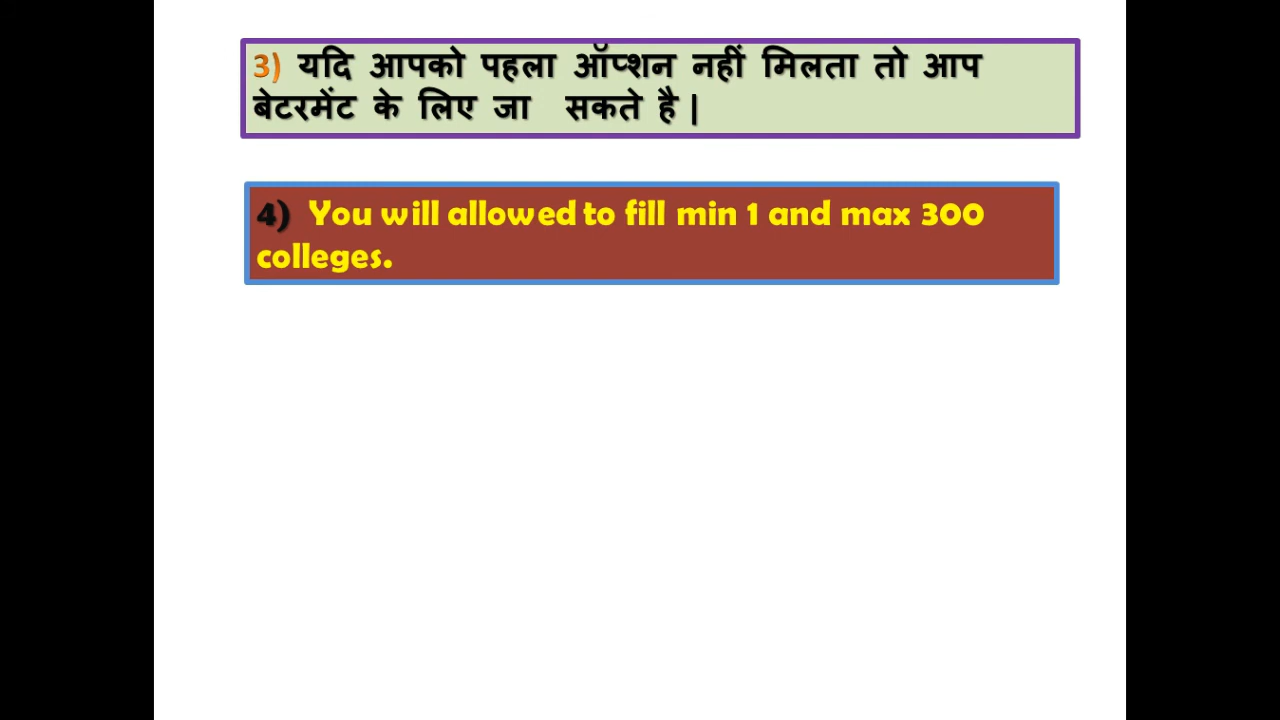 3) यदि आपको पहला ऑप्शन नहीं मिलता तो आप
बेटरमेंट के लिए जा सकते है |
4) You will allowed to fill min 1 and max 300
colleges.